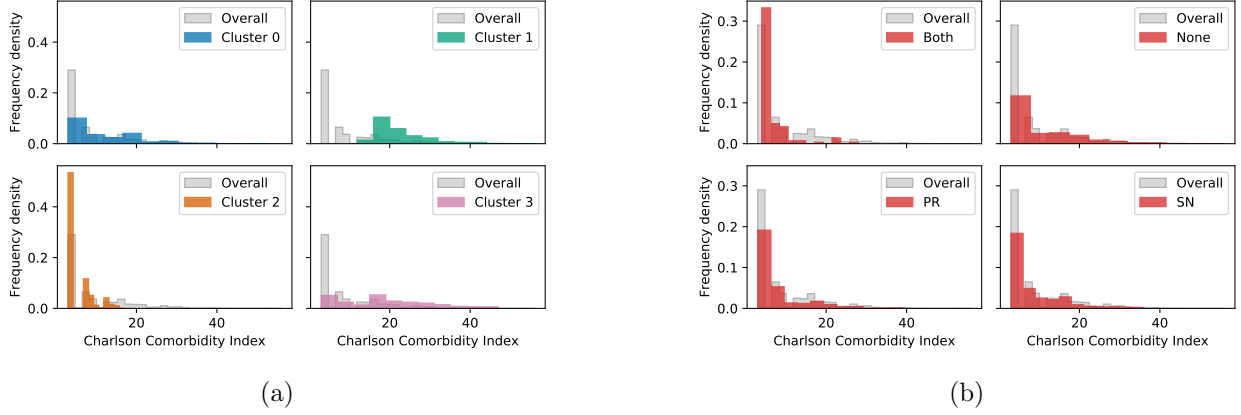 Frequency density
0.4
0.2
0.0
Overall
Cluster 0
Overall
Cluster 1
Frequency density
0.4
0.2
0.0
20
40
Charlson Comorbidity Index
Overall
Cluster 2
20
40
Charlson Comorbidity Index
Overall
Cluster 3
(a)
Frequency density
0.3
0.2
0.1
0.0
Overall
Both
Overall
None
Frequency density
0.3
0.2
0.1
0.0
20
40
Charlson Comorbidity Index
Overall
PR
20
40
Charlson Comorbidity Index
Overall
SN
(b)